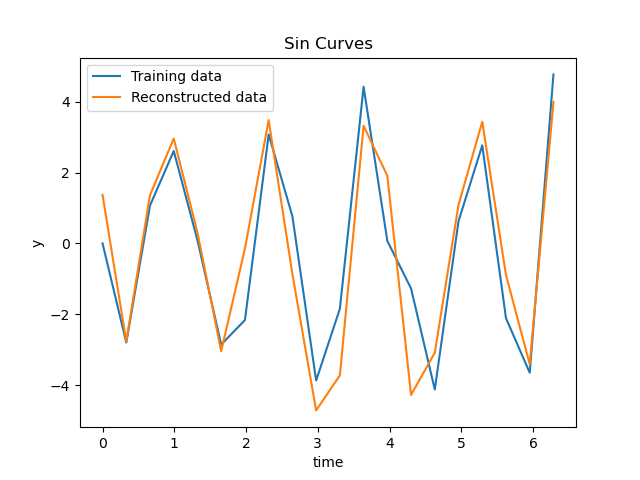 Sin Curves
Training data
Reconstructed data
y
4
2
0
−2
−4
0 1 2 3 4 5 6
time